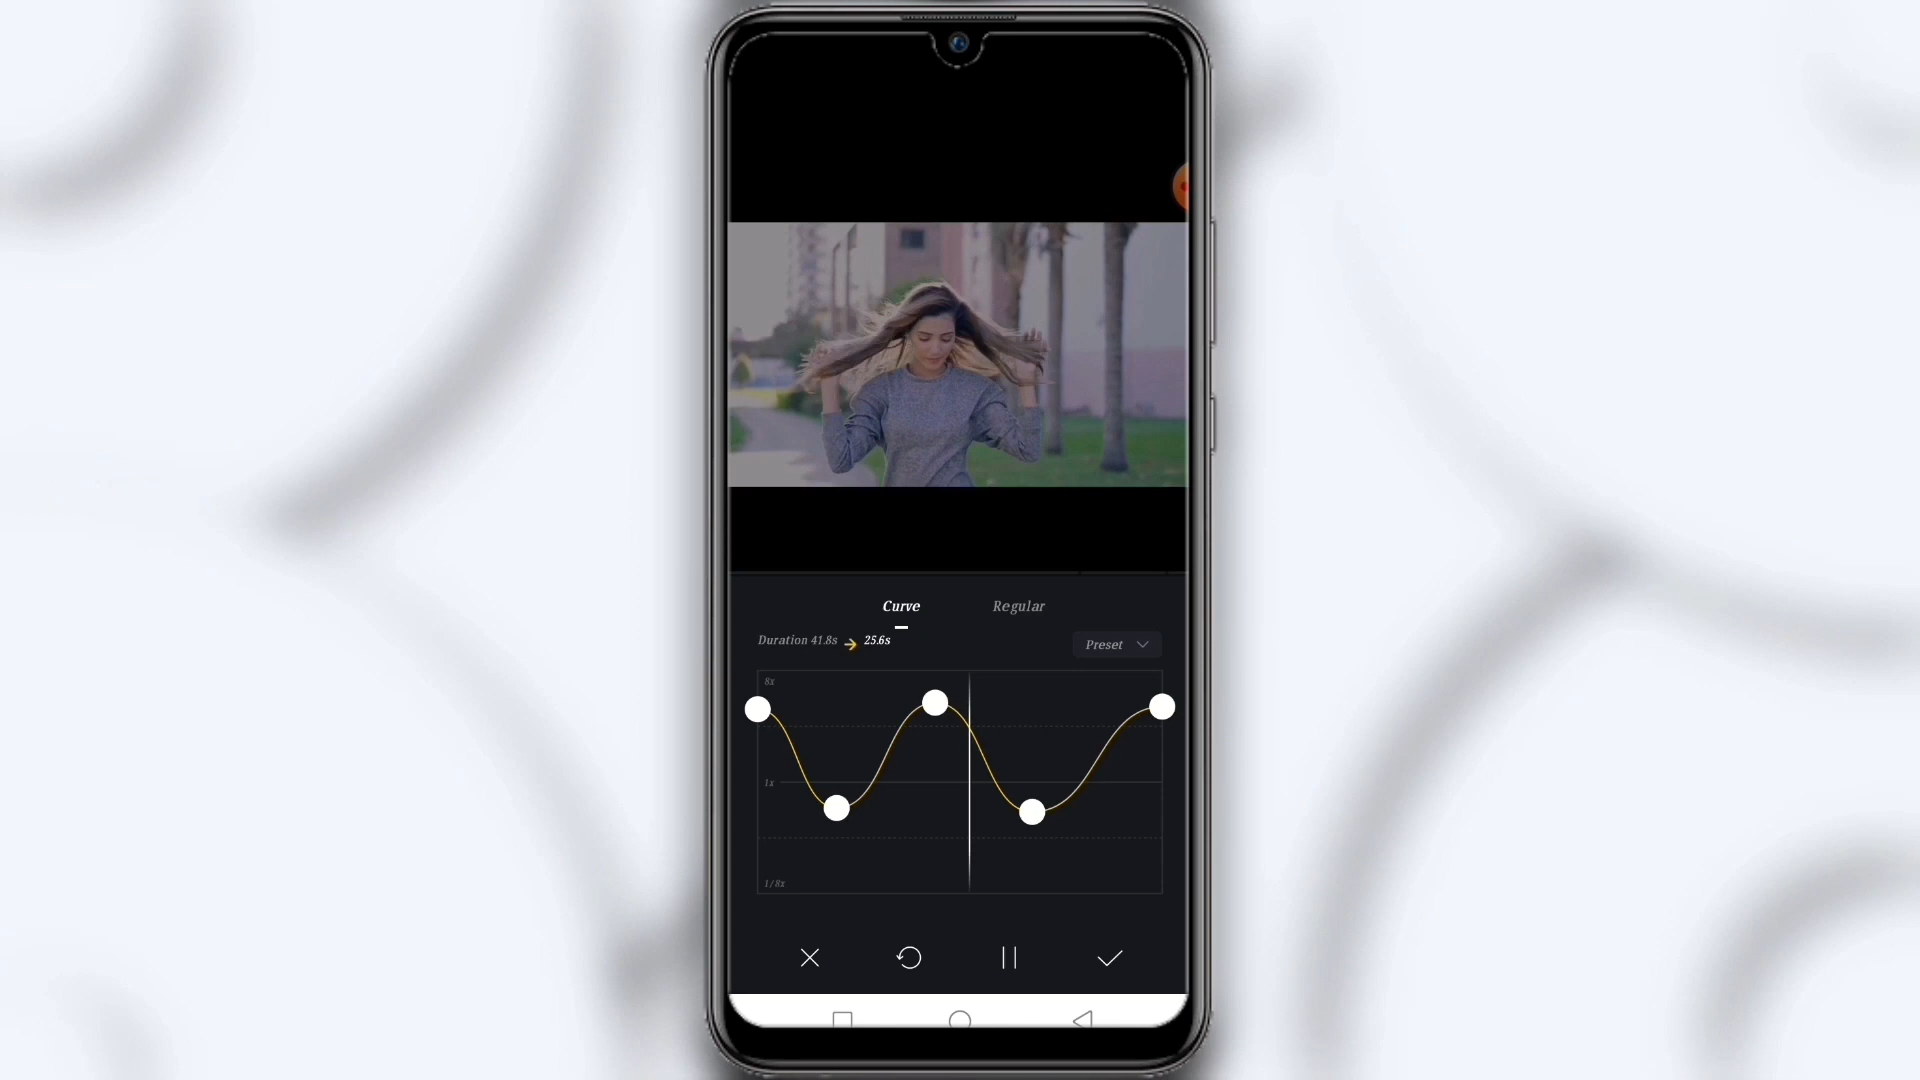 Curve Regular
Duration 41.8s → 25.6s Preset
8x
1x
1/8x